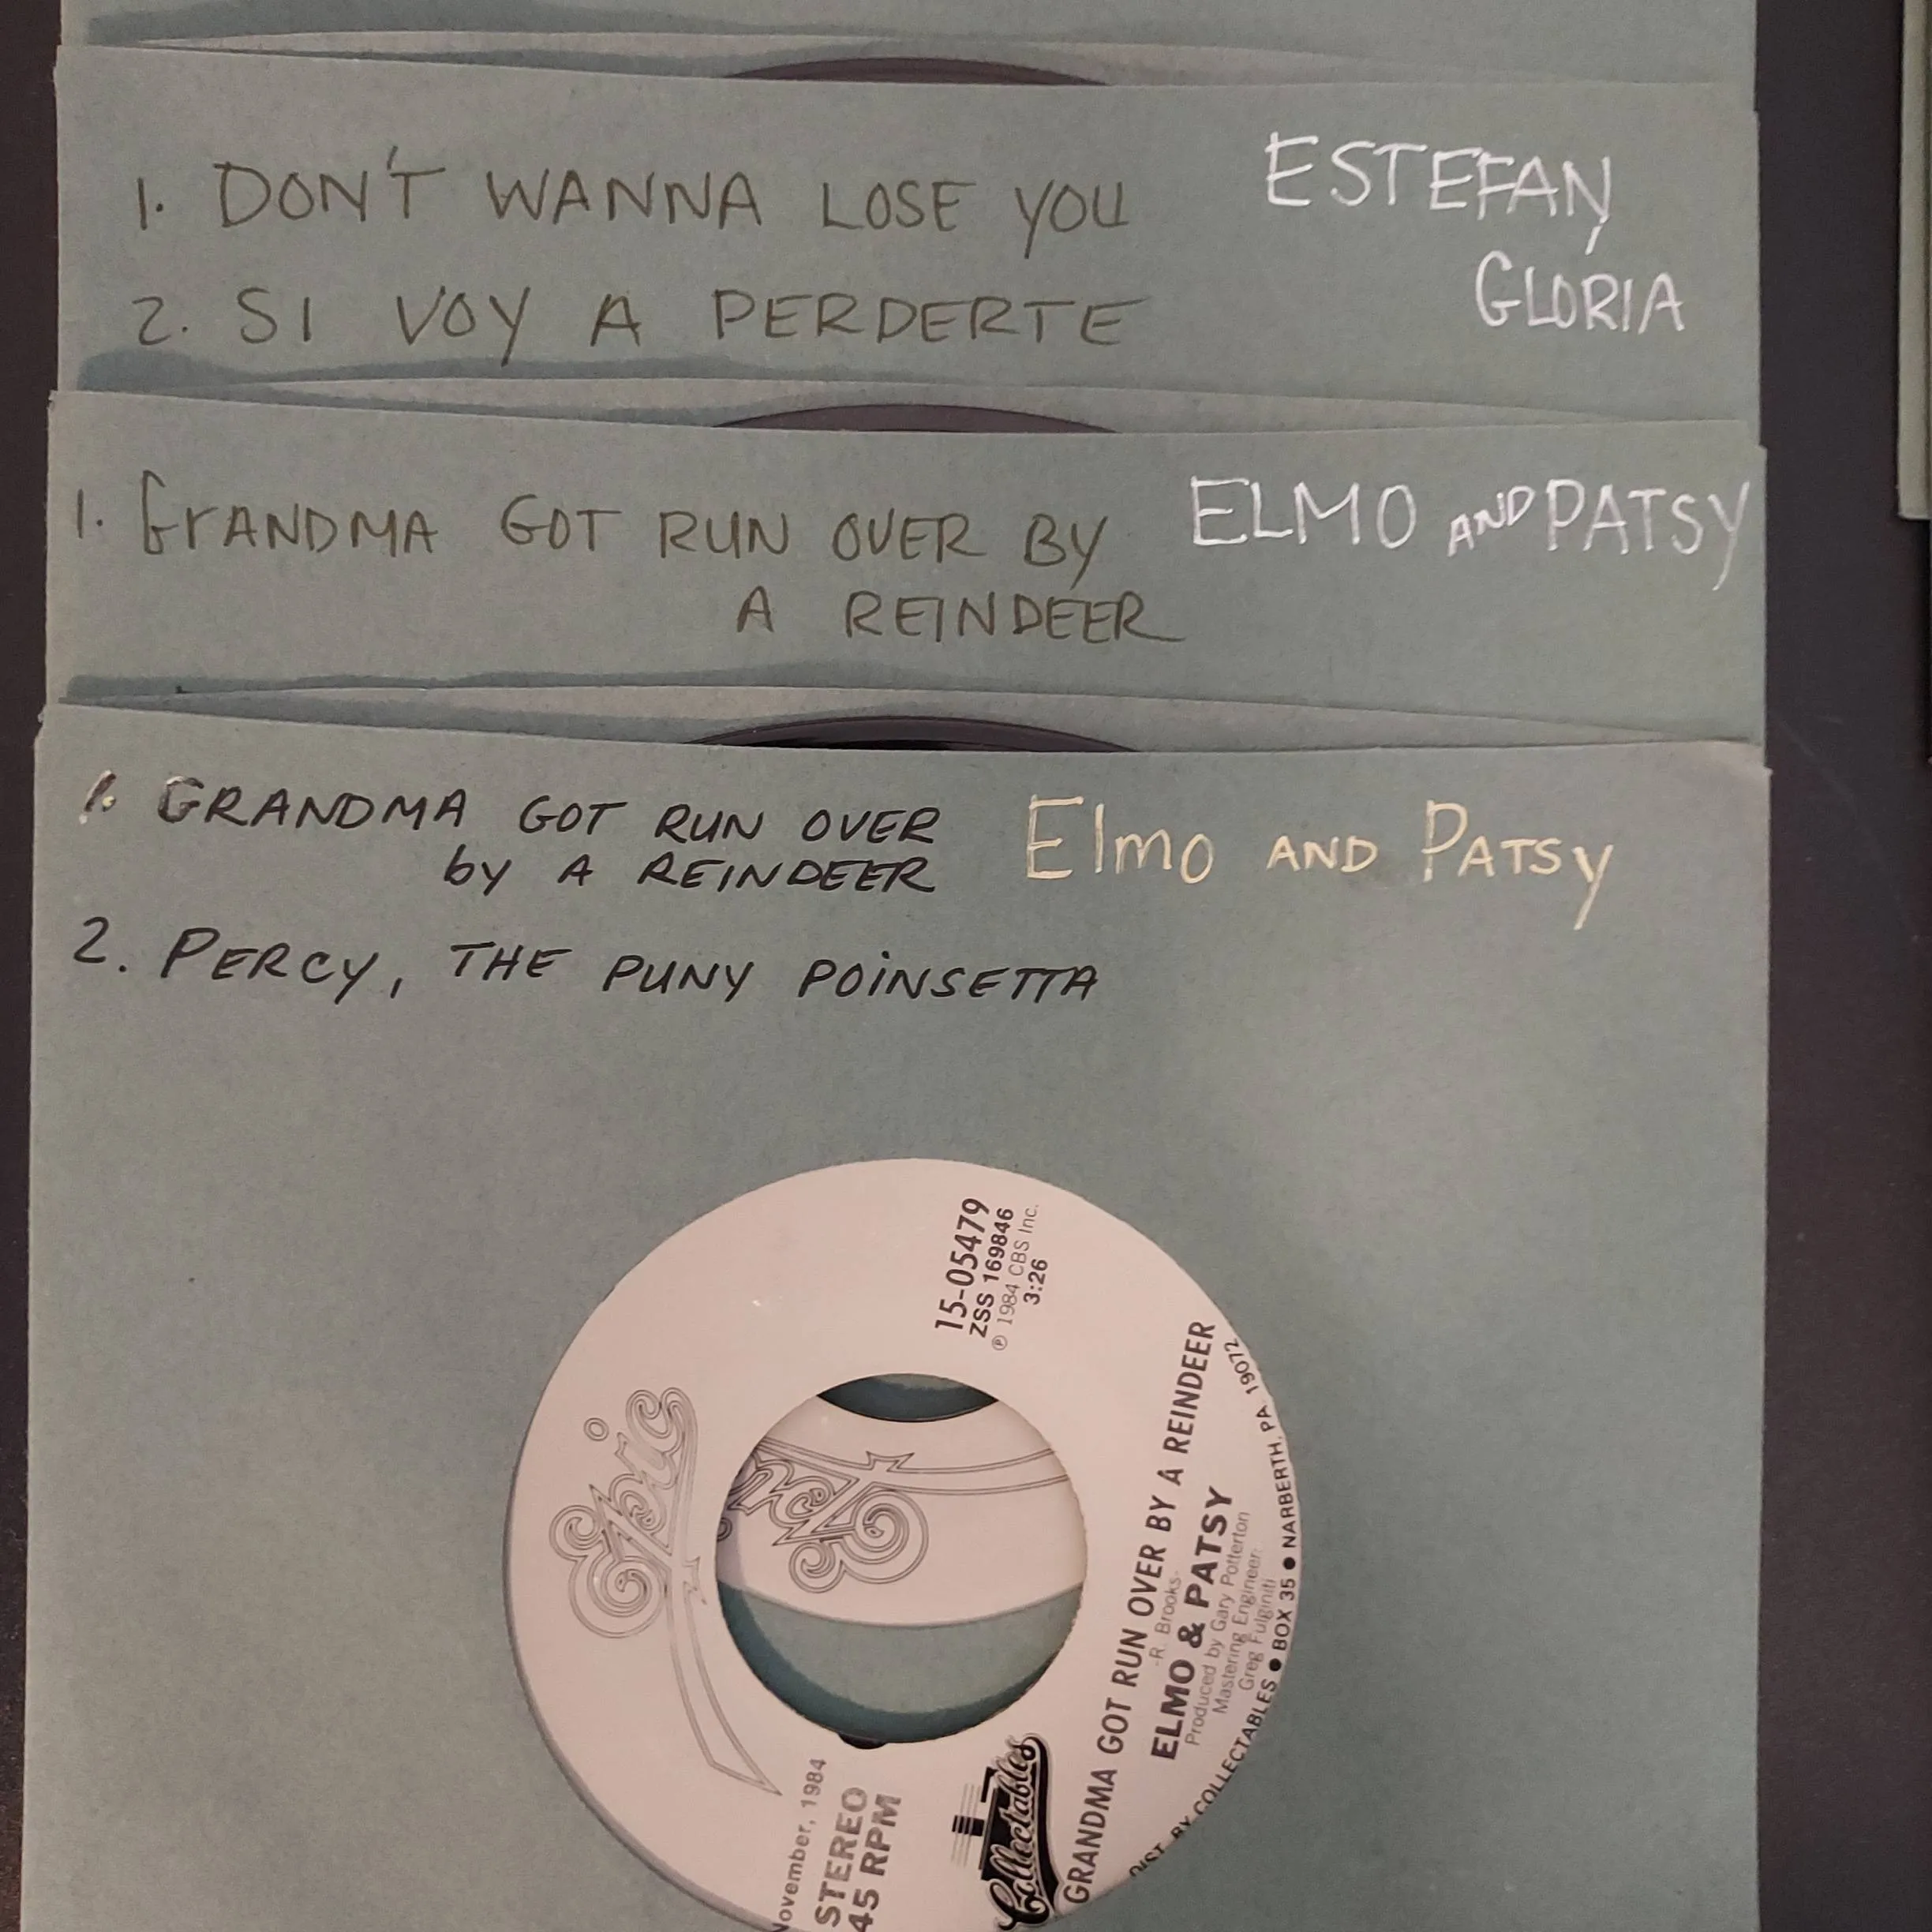 1. DON'T WANNA LOSE YOU
2. SI VOY A PERDERTE
ESTEFAN,
GLORIA
1. GRANDMA GOT RUN OVER BY
A REINDEER
ELMO AND PATSY
1. GRANDMA GOT RUN OVER
by A REINDEER
Elmo AND PATSY
2. PERCY, THE PUNY POINSETTA
Epic
15-05479
ZSS 169846
℗ 1984 CBS Inc.
3:26
November, 1984
STEREO
45 RPM
Collectables
GRANDMA GOT RUN OVER BY A REINDEER
-R. Brooks-
ELMO & PATSY
Produced by Gary Potterton
Mastering Engineer:
Greg Fulginiti
DIST. BY COLLECTABLES ● BOX 35 ● NARBERTH, PA 19072